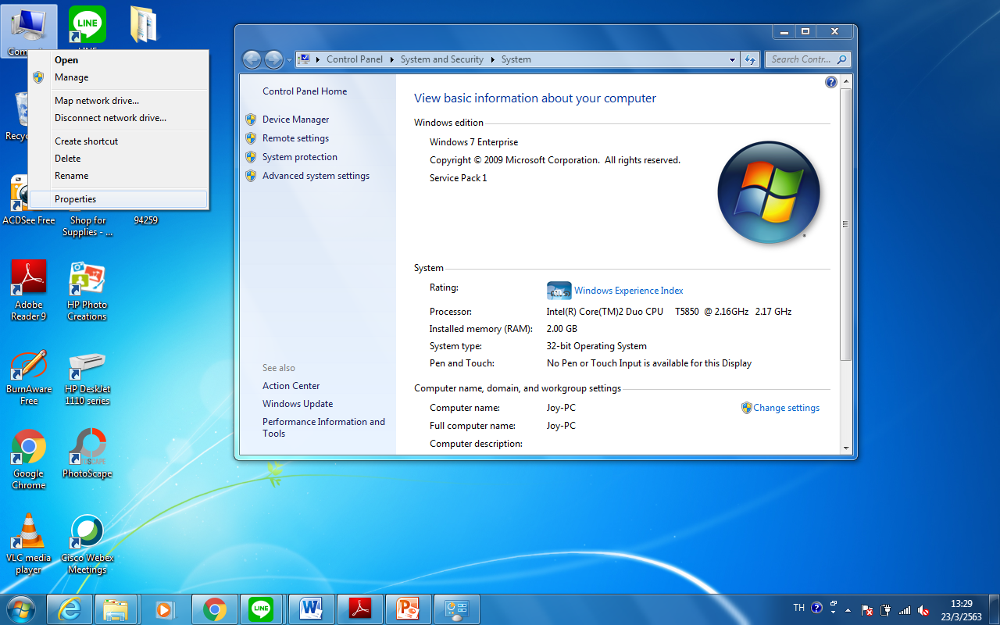 LINE
Com
Open
Manage
Map network drive...
Disconnect network drive...
Create shortcut
Delete
Rename
Properties
Recyc
ACDSee Free
Shop for
Supplies - ...
94259
Adobe
Reader 9
HP Photo
Creations
BurnAware
Free
HP DeskJet
1110 series
Google
Chrome
PhotoScape
VLC media
player
Cisco Webex
Meetings
Control Panel
System and Security
System
Search Contr...
Control Panel Home
Device Manager
Remote settings
System protection
Advanced system settings
See also
Action Center
Windows Update
Performance Information and
Tools
View basic information about your computer
Windows edition
Windows 7 Enterprise
Copyright © 2009 Microsoft Corporation. All rights reserved.
Service Pack 1
System
Rating: Windows Experience Index
Processor: Intel(R) Core(TM)2 Duo CPU T5850 @ 2.16GHz 2.17 GHz
Installed memory (RAM): 2.00 GB
System type: 32-bit Operating System
Pen and Touch: No Pen or Touch Input is available for this Display
Computer name, domain, and workgroup settings
Computer name: Joy-PC
Change settings
Full computer name: Joy-PC
Computer description:
LINE
TH
13:29
23/3/2563